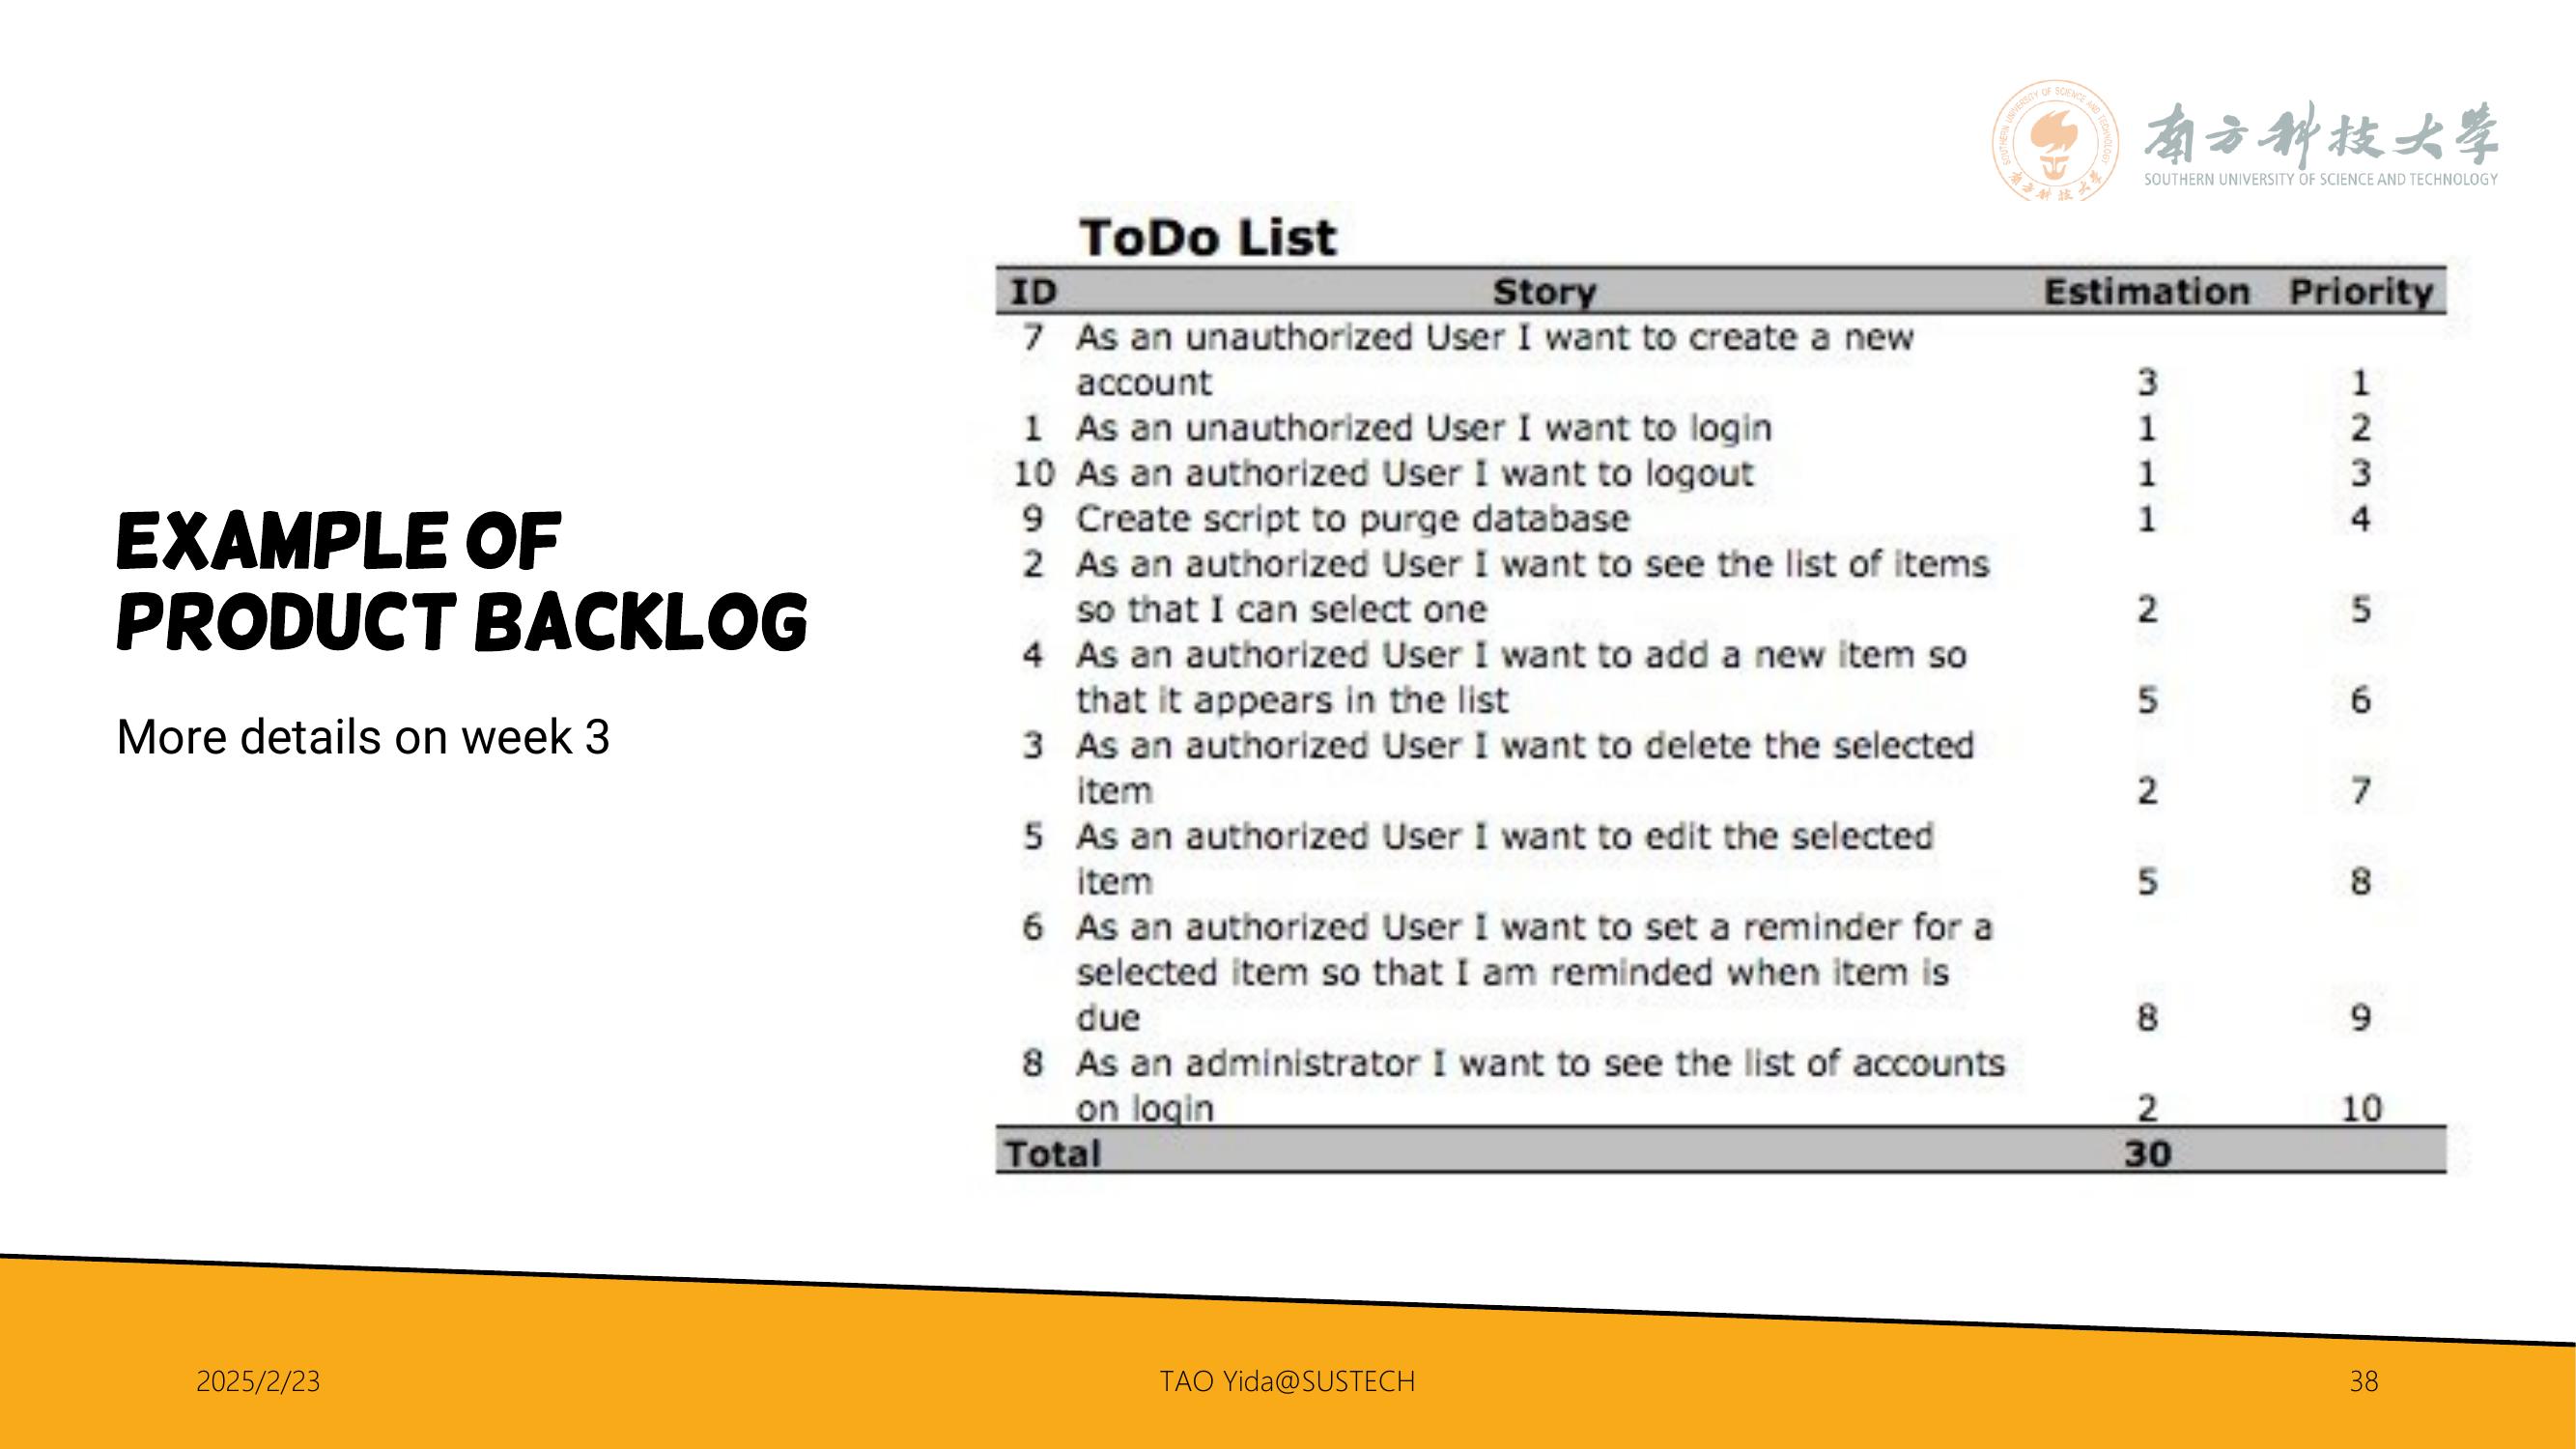 南方科技大学
SOUTHERN UNIVERSITY OF SCIENCE AND TECHNOLOGY
EXAMPLE OF
PRODUCT BACKLOG
More details on week 3
ToDo List
ID Story Estimation Priority
7 As an unauthorized User I want to create a new
account 3 1
1 As an unauthorized User I want to login 1 2
10 As an authorized User I want to logout 1 3
9 Create script to purge database 1 4
2 As an authorized User I want to see the list of items
so that I can select one 2 5
4 As an authorized User I want to add a new item so
that it appears in the list 5 6
3 As an authorized User I want to delete the selected
item 2 7
5 As an authorized User I want to edit the selected
item 5 8
6 As an authorized User I want to set a reminder for a
selected item so that I am reminded when item is
due 8 9
8 As an administrator I want to see the list of accounts
on login 2 10
Total 30
2025/2/23 TAO Yida@SUSTECH 38